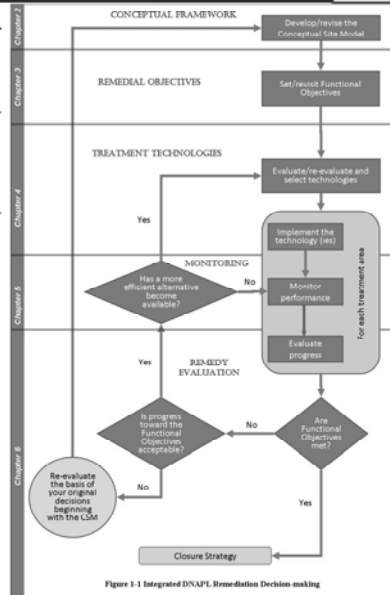 Chapter 2
CONCEPTUAL FRAMEWORK
Develop/revise the
Conceptual Site Model
Chapter 3
REMEDIAL OBJECTIVES
Set/revisit Functional
Objectives
Chapter 4
TREATMENT TECHNOLOGIES
Evaluate/re-evaluate and
select technologies
Yes
Implement the
technology (ies)
For each treatment area
Chapter 5
MONITORING
Has a more
efficient alternative
become
available?
No
Monitor
performance
Evaluate
progress
Chapter 6
Yes
REMEDY
EVALUATION
Is progress
toward the
Functional
Objectives
acceptable?
No
Are
Functional
Objectives
met?
No
Re-evaluate
the basis of
your original
decisions
beginning
with the CSM
Yes
Closure Strategy
Figure 1-1 Integrated DNAPL Remediation Decision-making